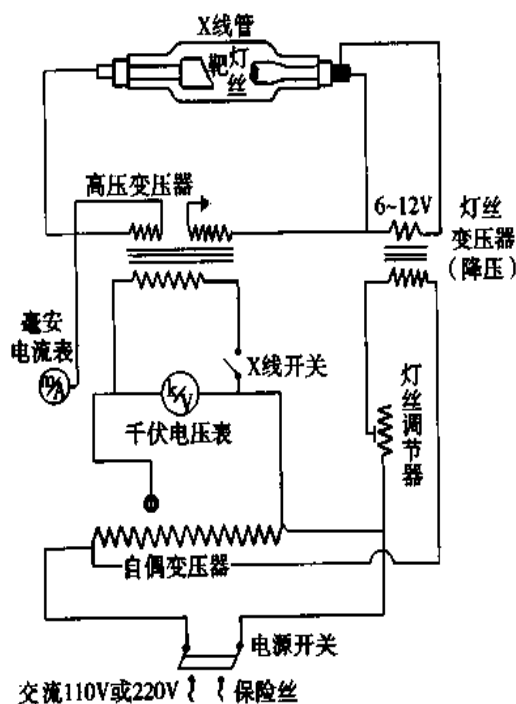 X线管
靶
灯丝
高压变压器
6~12V
灯丝
变压器
(降压)
毫安
电流表
mA
X线开关
kV
千伏电压表
灯丝调节器
自偶变压器
电源开关
交流110V或220V
保险丝